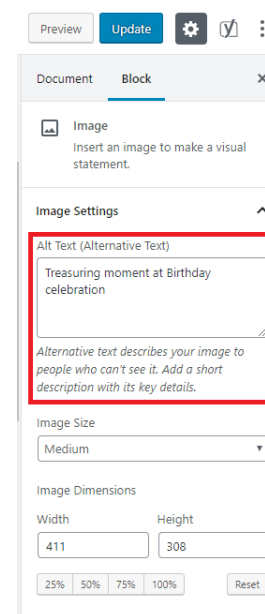 Preview Update
Document Block
Image
Insert an image to make a visual
statement.
Image Settings
Alt Text (Alternative Text)
Treasuring moment at Birthday
celebration
Alternative text describes your image to
people who can't see it. Add a short
description with its key details.
Image Size
Medium
Image Dimensions
Width Height
411 308
25% 50% 75% 100% Reset